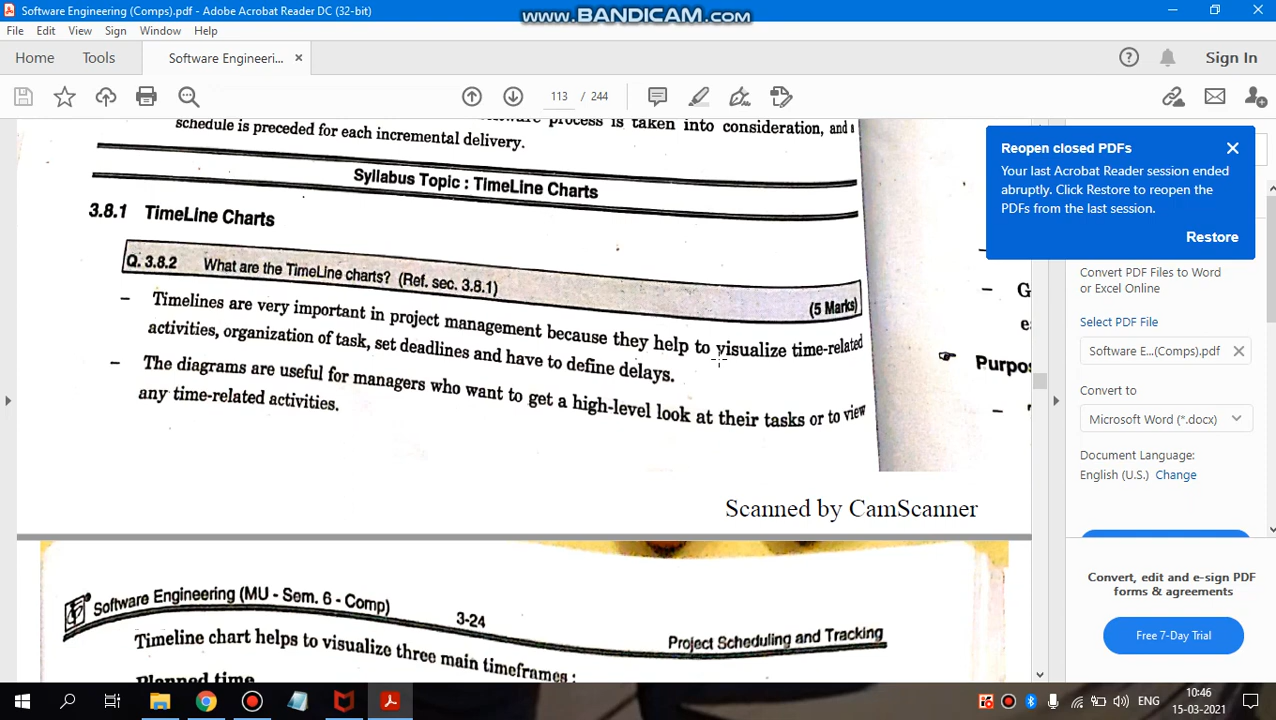 Software Engineering (Comps).pdf - Adobe Acrobat Reader DC (32-bit)
www.BANDICAM.com
File Edit View Sign Window Help
Home Tools Software Engineeri... ×
Sign In
113 / 244
process is taken into consideration, and a
schedule is preceded for each incremental delivery.
Syllabus Topic : TimeLine Charts
3.8.1 TimeLine Charts
Q. 3.8.2 What are the TimeLine charts? (Ref. sec. 3.8.1)
(5 Marks)
– Timelines are very important in project management because they help to visualize time-related
activities, organization of task, set deadlines and have to define delays.
– The diagrams are useful for managers who want to get a high-level look at their tasks or to view
any time-related activities.
– G
☞ Purpos
Scanned by CamScanner
Software Engineering (MU - Sem. 6 - Comp)
3-24
Project Scheduling and Tracking
Timeline chart helps to visualize three main timeframes :
Planned time
Reopen closed PDFs
Your last Acrobat Reader session ended
abruptly. Click Restore to reopen the
PDFs from the last session.
Restore
Convert PDF Files to Word
or Excel Online
Select PDF File
Software E...(Comps).pdf
Convert to
Microsoft Word (*.docx)
Document Language:
English (U.S.) Change
Convert, edit and e-sign PDF
forms & agreements
Free 7-Day Trial
ENG
10:46
15-03-2021